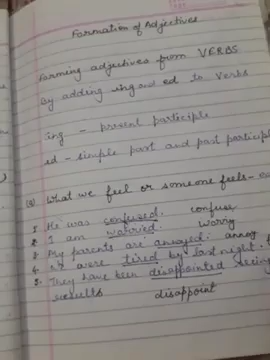 Formation of Adjectives
Forming adjectives from VERBS
By adding -ing and ed to verbs
ing - present participle
ed - simple past and past participl
(a) What we feel or someone feels-
1. He was confused. confuse
2. I am worried. worry
3. My parents are annoyed. annoy
4. were tired by last night.
5. They have been disappointed seeing
results disappoint